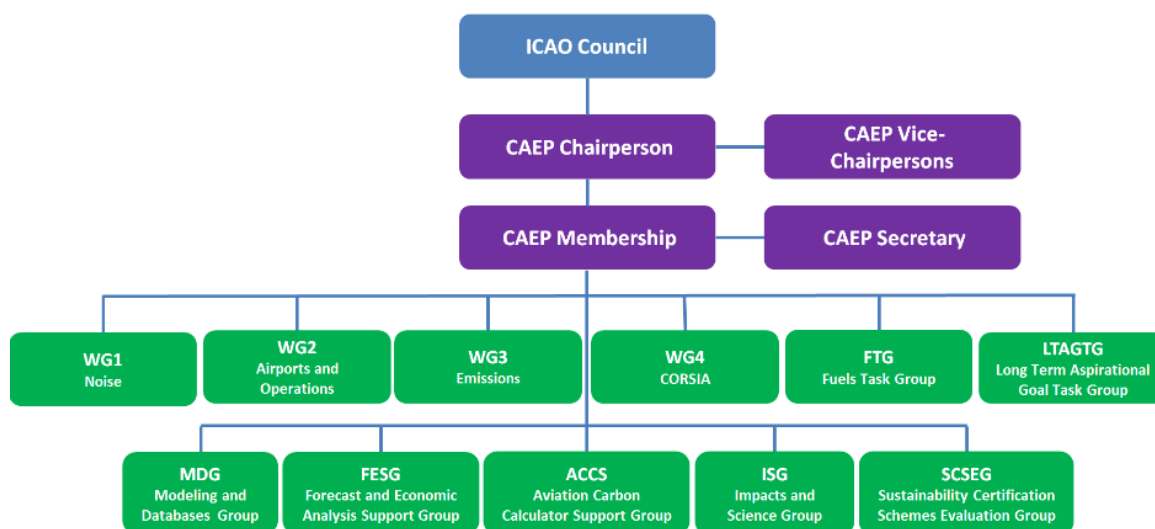 ICAO Council
CAEP Chairperson
CAEP Vice-
Chairpersons
CAEP Membership
CAEP Secretary
WG1
Noise
WG2
Airports and
Operations
WG3
Emissions
WG4
CORSIA
FTG
Fuels Task Group
LTAGTG
Long Term Aspirational
Goal Task Group
MDG
Modeling and
Databases Group
FESG
Forecast and Economic
Analysis Support Group
ACCS
Aviation Carbon
Calculator Support Group
ISG
Impacts and
Science Group
SCSEG
Sustainability Certification
Schemes Evaluation Group